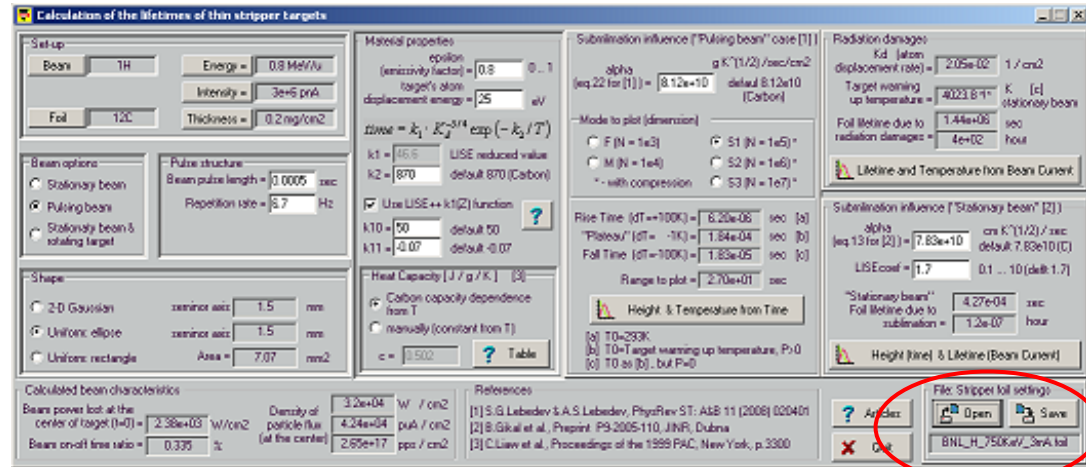 Calculation of the lifetimes of thin stripper targets
Set-up
Beam 1H Energy = 0.8 MeV/u
Intensity = 3e+6 pnA
Foil 12C Thickness = 0.2 mg/cm2
Beam options
Stationary beam
Pulsing beam
Stationary beam & rotating target
Pulse structure
Beam pulse length = 0.0005 sec
Repetition rate = 6.7 Hz
Shape
2-D Gaussian
Uniform ellipse
Uniform rectangle
seminor axis 1.5 mm
seminor axis 1.5 mm
Area = 7.07 mm2
Material properties
epsilon
(emissivity factor) = 0.8 0... 1
target's atom
displacement energy = 25 eV
time = k₁ · K_d^-3/4 exp(- k₂/T)
k1 = 46.6 LISE reduced value
k2 = 870 default 870 (Carbon)
Use LISE++ k1(Z) function
k10 = 50 default 50
k11 = -0.07 default -0.07
?
Heat Capacity [ J / g / K ] [3]
Carbon capacity dependence
from T
manually (constant from T)
c = 0.502 ? Table
Submlimation influence ("Pulsing beam" case [1])
alpha g K^(1/2) /sec/cm2
(eq.22 for [1]) = 8.12e+10 defaul 8.12e10
(Carbon)
Mode to plot (dimension)
F (N = 1e3) S1 (N = 1e5) *
M (N = 1e4) S2 (N = 1e6) *
* - with compression S3 (N = 1e7) *
Rise Time (dT=+100K) = 6.20e-06 sec [a]
"Plateau" (dT= -1K) = 1.84e-04 sec [b]
Fall Time (dT=-100K) = 1.83e-05 sec [c]
Range to plot = 2.70e+01 sec
Height & Temperature from Time
[a] T0=293K
[b] T0=Target warming up temperature, P>0
[c] T0 as [b], but P=0
Radiation damages
Kd (atom
displacement rate) = 2.05e-02 1 / cm2
Target warming
up temperature = 4023.8 K [c]
stationary beam
Foil lifetime due to
radiation damages = 1.44e+06 sec
4e+02 hour
Lifetime and Temperature from Beam Current
Submlimation influence ("Stationary beam" [2])
alpha cm K^(1/2) / sec
(eq.13 for [2]) = 7.83e+10 default 7.83e10 (C)
LISE coef = 1.7 0.1 ... 10 (deflt 1.7)
"Stationary beam"
Foil lifetime due to
sublimation = 4.27e-04 sec
1.2e-07 hour
Height (time) & Lifetime (Beam Current)
Calculated beam characteristics
Beam power lost at the
center of target (t=0) = 2.38e+03 W/cm2
Beam on-off time ratio = 0.335 %
Density of
particle flux
(at the center)
3.2e+04 W / cm2
4.24e+04 puA / cm2
2.65e+17 pps / cm2
References
[1] S.G.Lebedev & A.S.Lebedev, PhysRev ST: A&B 11 (2008) 020401
[2] B.Gikal et al., Preprint P9-2005-110, JINR, Dubna
[3] C.Liaw et al., Proceedings of the 1999 PAC, New York, p.3300
? Articles
Quit
File: Stripper foil settings
Open Save
BNL_H_750KeV_3mA.foil